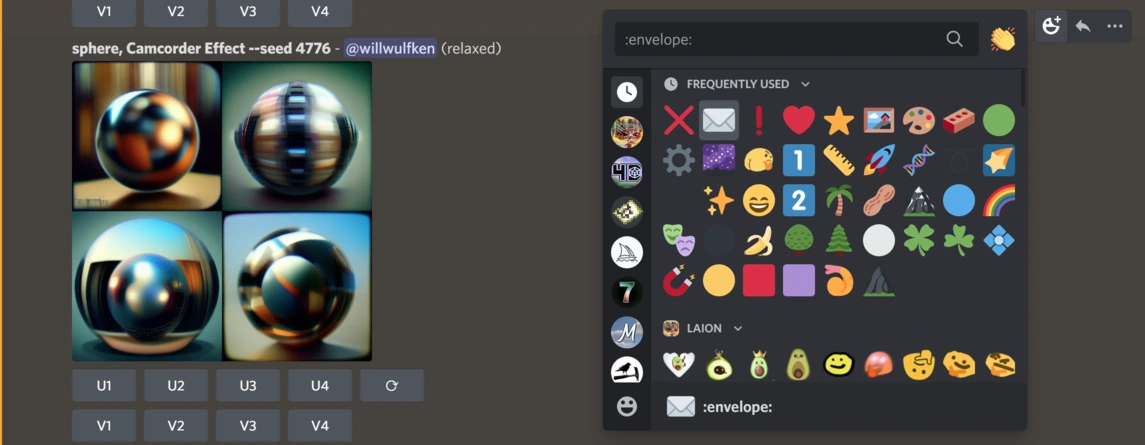 V1 V2 V3 V4
sphere, Camcorder Effect --seed 4776 - @willwulfken (relaxed)
U1 U2 U3 U4
V1 V2 V3 V4
:envelope:
FREQUENTLY USED
1
2
4D
7
M
LAION
:envelope: